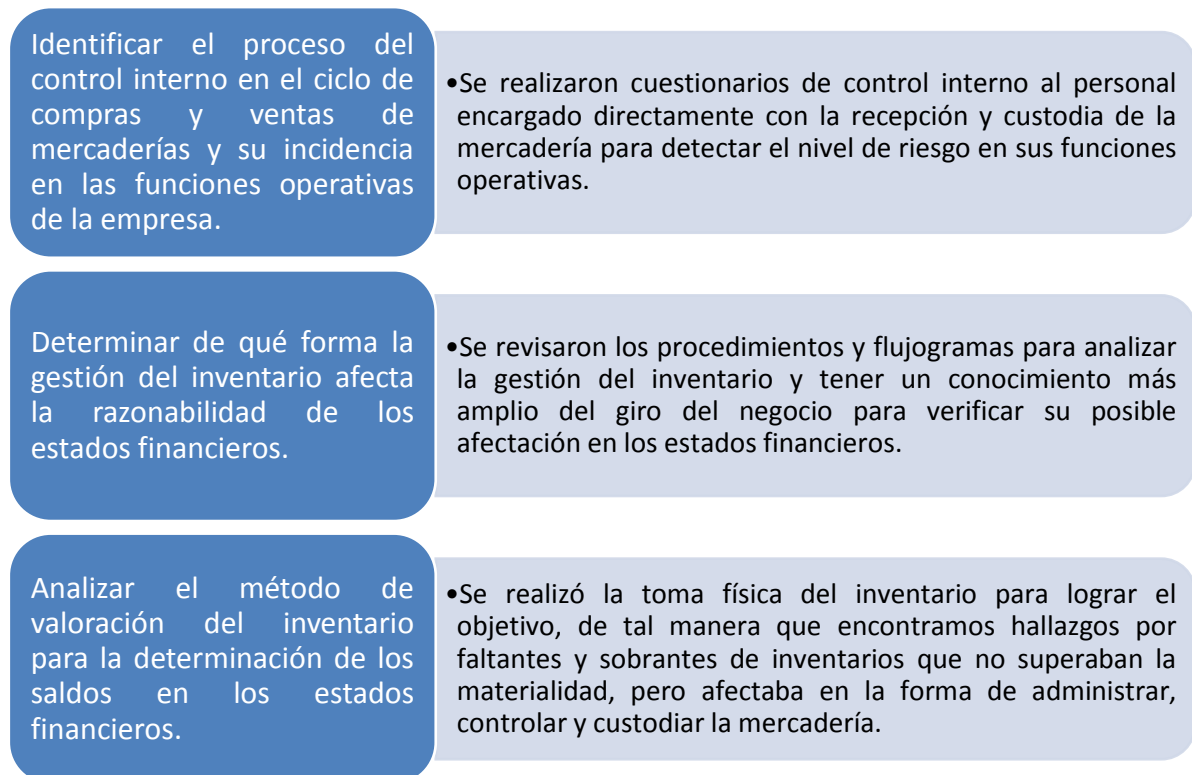 Identificar el proceso del
control interno en el ciclo de
compras y ventas de
mercaderías y su incidencia
en las funciones operativas
de la empresa.
•Se realizaron cuestionarios de control interno al personal
encargado directamente con la recepción y custodia de la
mercadería para detectar el nivel de riesgo en sus funciones
operativas.
Determinar de qué forma la
gestión del inventario afecta
la razonabilidad de los
estados financieros.
•Se revisaron los procedimientos y flujogramas para analizar
la gestión del inventario y tener un conocimiento más
amplio del giro del negocio para verificar su posible
afectación en los estados financieros.
Analizar el método de
valoración del inventario
para la determinación de los
saldos en los estados
financieros.
•Se realizó la toma física del inventario para lograr el
objetivo, de tal manera que encontramos hallazgos por
faltantes y sobrantes de inventarios que no superaban la
materialidad, pero afectaba en la forma de administrar,
controlar y custodiar la mercadería.